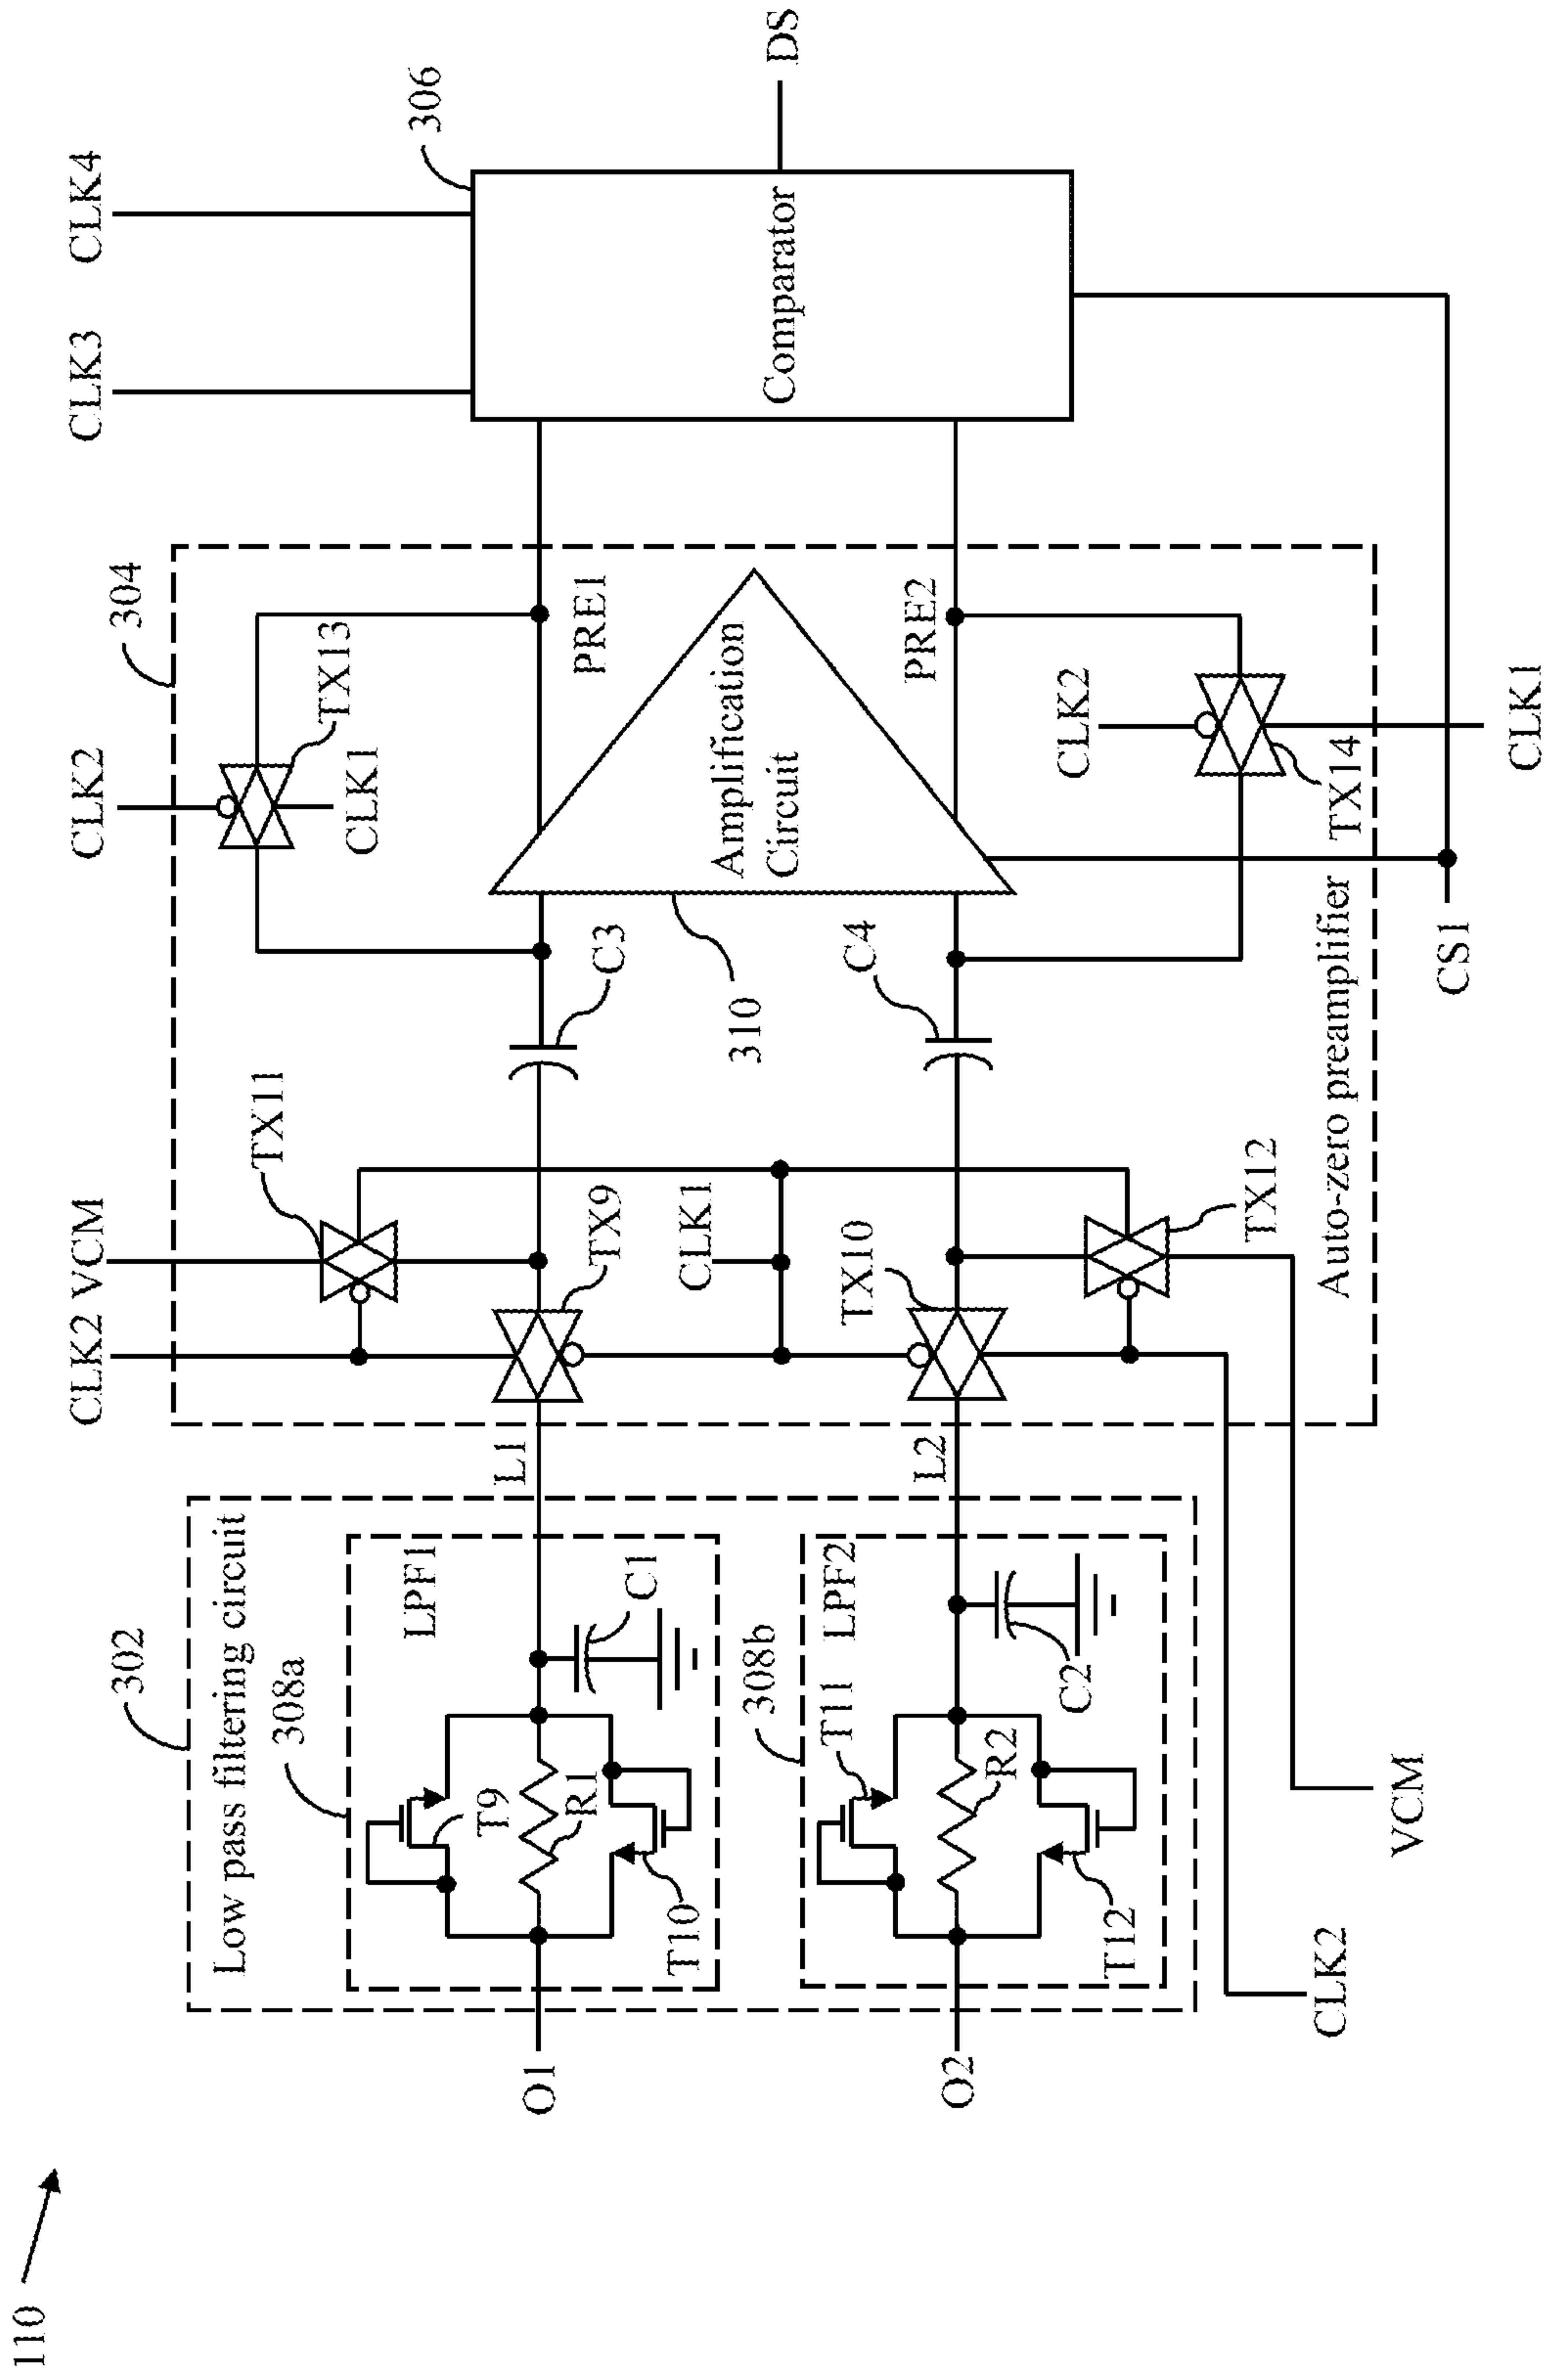 110
302
Low pass filtering circuit
308a
LPF1
T9
R1
T10
C1
O1
308b
LPF2
T11
R2
T12
C2
O2
CLK2
VCM
L1
L2
304
CLK2
VCM
TX11
TX9
CLK1
TX10
TX12
C3
C4
310
Amplification
Circuit
CLK2
TX13
CLK1
PRE1
PRE2
CLK2
TX14
CLK1
Auto-zero preamplifier
CS1
CLK3
CLK4
306
Comparator
DS